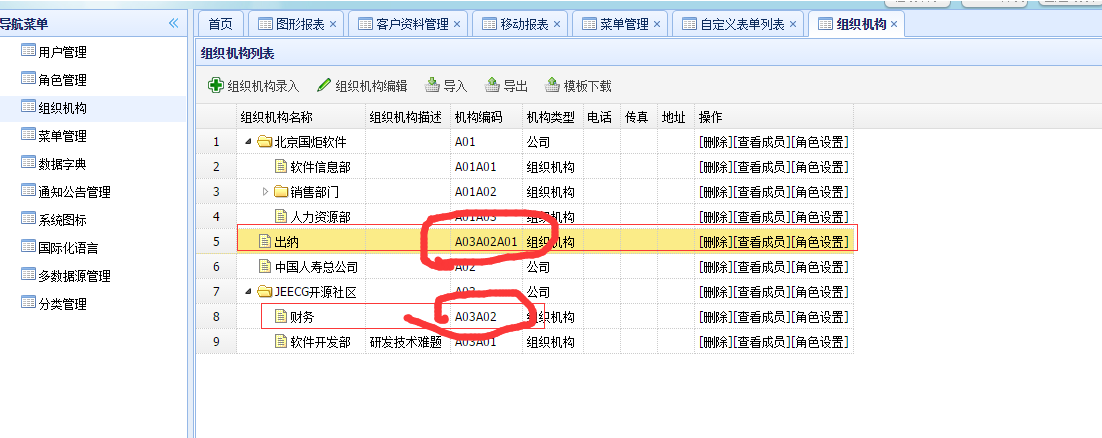 导航菜单
用户管理
角色管理
组织机构
菜单管理
数据字典
通知公告管理
系统图标
国际化语言
多数据源管理
分类管理
首页 图形报表 客户资料管理 移动报表 菜单管理 自定义表单列表 组织机构
组织机构列表
组织机构录入 组织机构编辑 导入 导出 模板下载
组织机构名称 组织机构描述 机构编码 机构类型 电话 传真 地址 操作
1 北京国炬软件 A01 公司 [删除][查看成员][角色设置]
2 软件信息部 A01A01 组织机构 [删除][查看成员][角色设置]
3 销售部门 A01A02 组织机构 [删除][查看成员][角色设置]
4 人力资源部 A01A03 组织机构 [删除][查看成员][角色设置]
5 出纳 A03A02A01 组织机构 [删除][查看成员][角色设置]
6 中国人寿总公司 A02 公司 [删除][查看成员][角色设置]
7 JEECG开源社区 A03 公司 [删除][查看成员][角色设置]
8 财务 A03A02 组织机构 [删除][查看成员][角色设置]
9 软件开发部 研发技术难题 A03A01 组织机构 [删除][查看成员][角色设置]